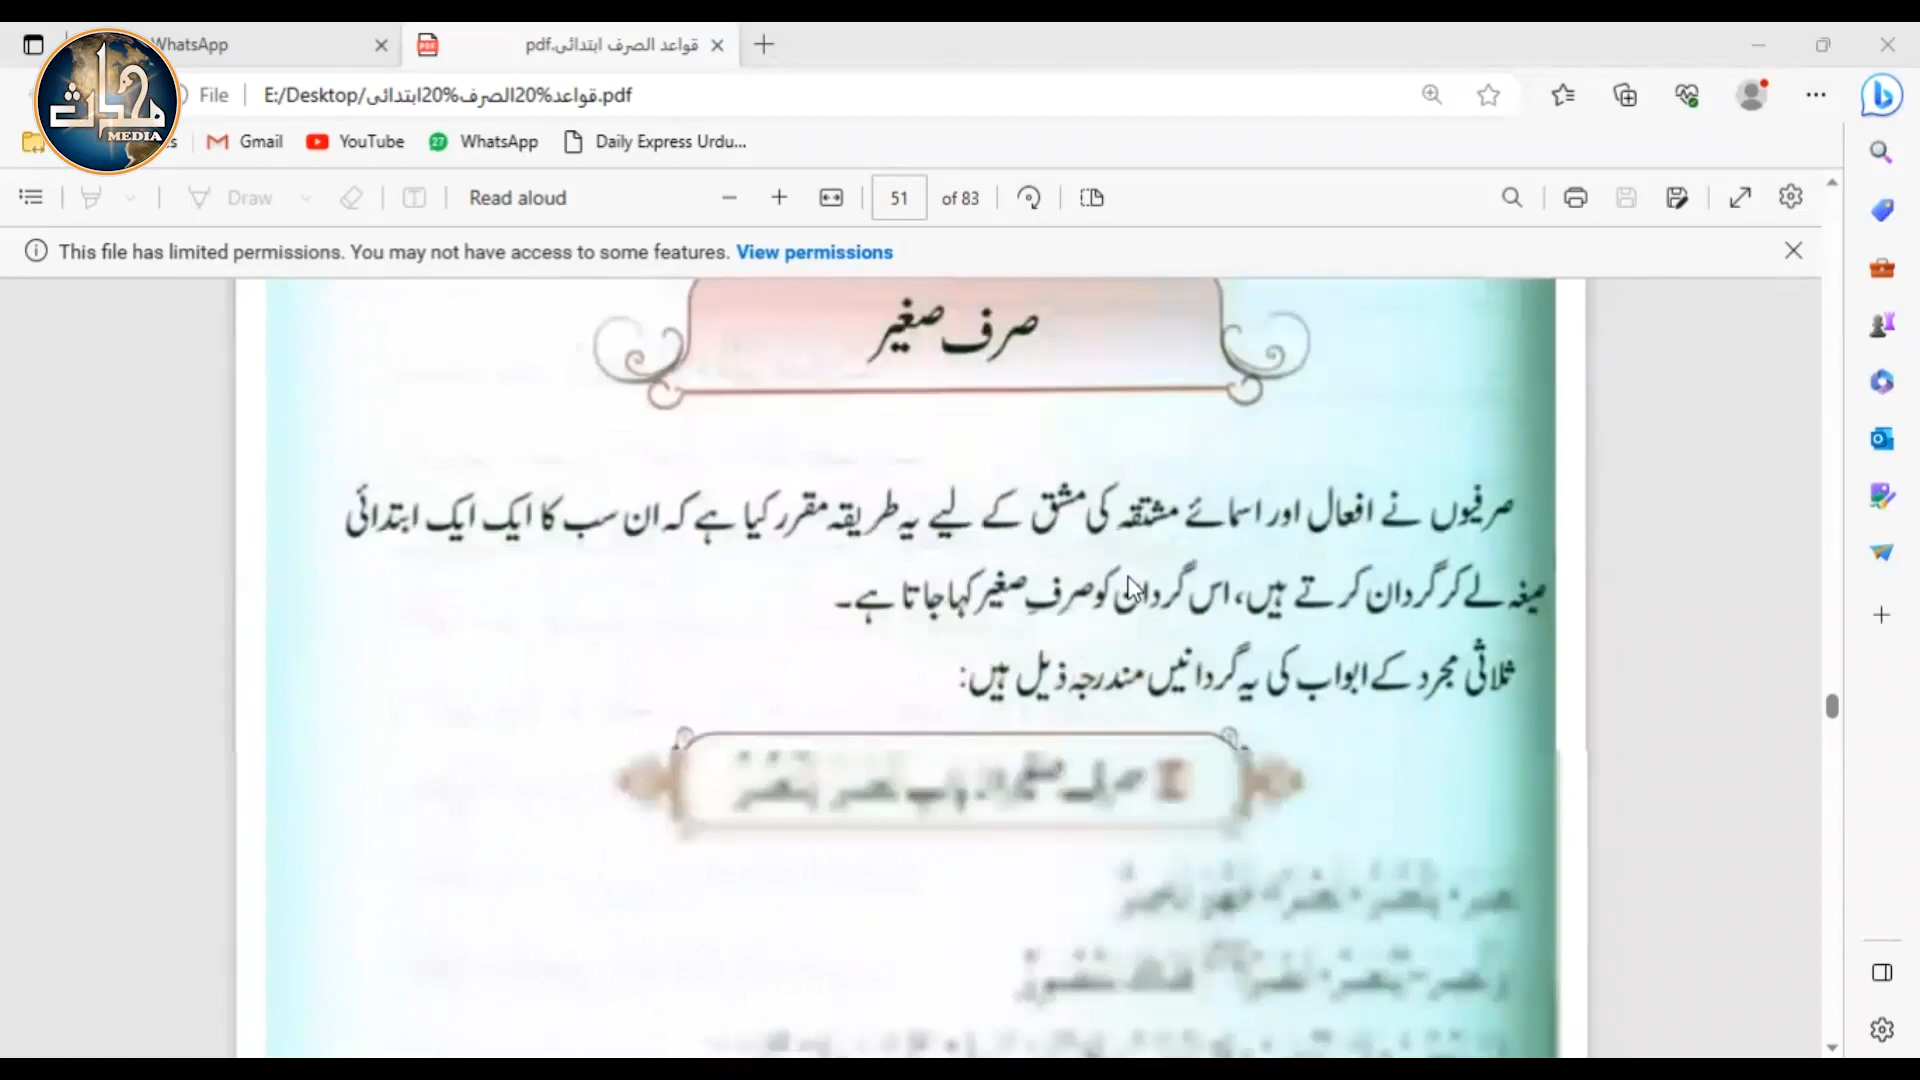 WhatsApp
قواعد الصرف ابتدائی.pdf
File
E:/Desktop/قواعد%20الصرف%20ابتدائی.pdf
محدث
MEDIA
Gmail
YouTube
27
WhatsApp
Daily Express Urdu...
Draw
Read aloud
51
of 83
This file has limited permissions. You may not have access to some features. View permissions
صرف صغیر
صرفیوں نے افعال اور اسمائے مشتقہ کی مشق کے لیے یہ طریقہ مقرر کیا ہے کہ ان سب کا ایک ایک ابتدائی
صیغہ لے کر گردان کرتے ہیں، اس گردان کو صرفِ صغیر کہا جاتا ہے۔
ثلاثی مجرد کے ابواب کی یہ گردانیں مندرجہ ذیل ہیں: